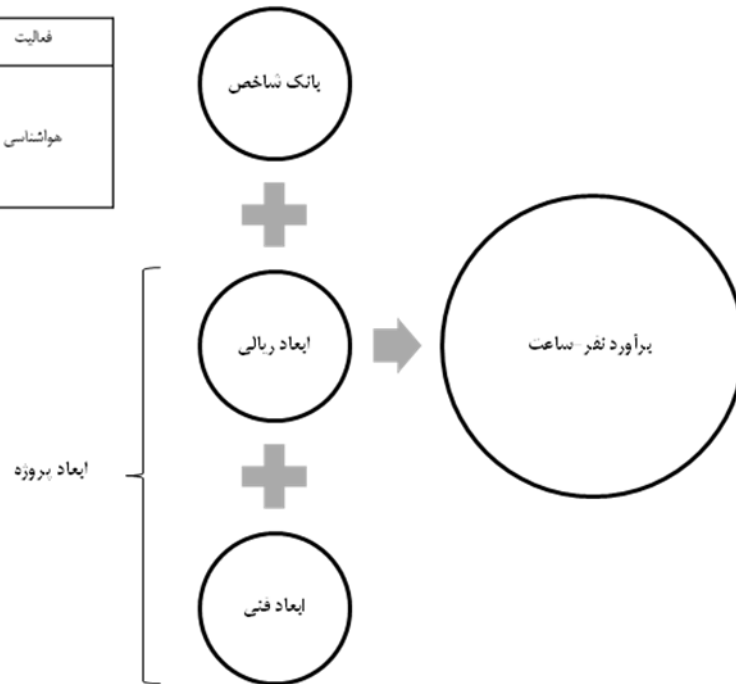 فعالیت
هواشناسی
بانک شاخص
ابعاد ریالی
برآورد نفر-ساعت
ابعاد پروژه
ابعاد فنی